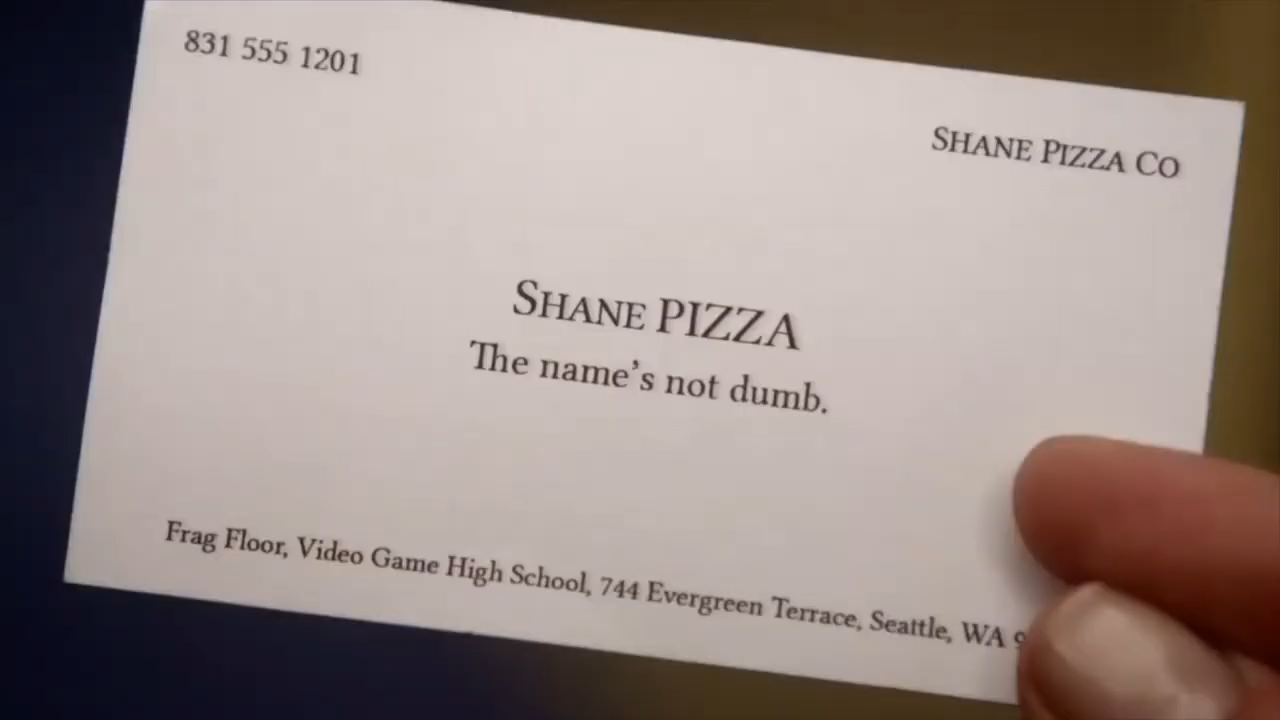 831 555 1201
Shane Pizza Co
Shane PIZZA
The name's not dumb.
Frag Floor, Video Game High School, 744 Evergreen Terrace, Seattle, WA 9